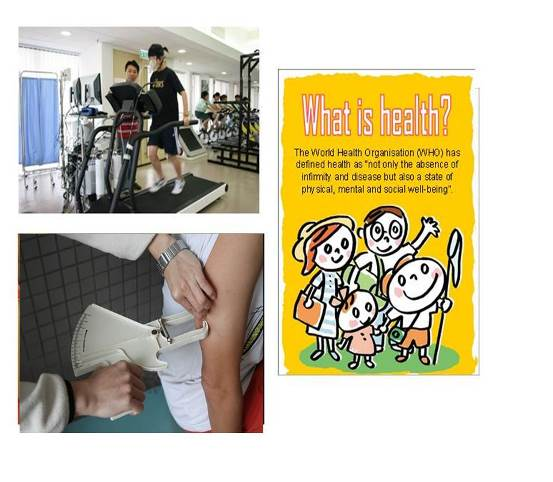 What is health?
The World Health Organisation (WHO) has
defined health as "not only the absence of
infirmity and disease but also a state of
physical, mental and social well-being".